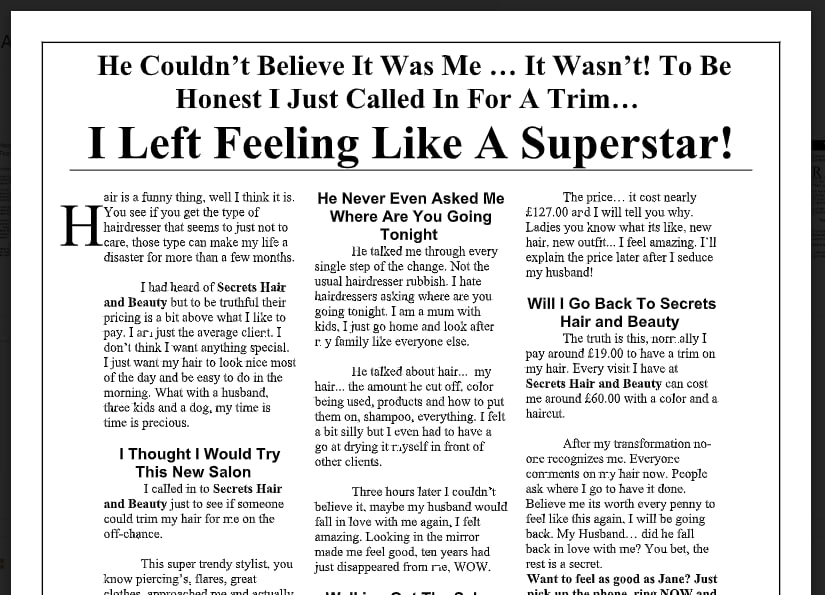 He Couldn't Believe It Was Me … It Wasn't! To Be
Honest I Just Called In For A Trim…
I Left Feeling Like A Superstar!
Hair is a funny thing, well I think it is.
You see if you get the type of
hairdresser that seems to just not to
care, those type can make my life a
disaster for more than a few months.
I had heard of Secrets Hair
and Beauty but to be truthful their
pricing is a bit above what I like to
pay. I am just the average client. I
don't think I want anything special.
I just want my hair to look nice most
of the day and be easy to do in the
morning. What with a husband,
three kids and a dog, my time is
time is precious.
I Thought I Would Try
This New Salon
I called in to Secrets Hair
and Beauty just to see if someone
could trim my hair for me on the
off-chance.
This super trendy stylist, you
know piercing's, flares, great
clothes, approached me and actually
He Never Even Asked Me
Where Are You Going
Tonight
He talked me through every
single step of the change. Not the
usual hairdresser rubbish. I hate
hairdressers asking where are you
going tonight. I am a mum with
kids, I just go home and look after
my family like everyone else.
He talked about hair… my
hair… the amount he cut off, color
being used, products and how to put
them on, shampoo, everything. I felt
a bit silly but I even had to have a
go at drying it myself in front of
other clients.
Three hours later I couldn't
believe it, maybe my husband would
fall in love with me again, I felt
amazing. Looking in the mirror
made me feel good, ten years had
just disappeared from me, WOW.
The price… it cost nearly
£127.00 and I will tell you why.
Ladies you know what its like, new
hair, new outfit… I feel amazing. I'll
explain the price later after I seduce
my husband!
Will I Go Back To Secrets
Hair and Beauty
The truth is this, normally I
pay around £19.00 to have a trim on
my hair. Every visit I have at
Secrets Hair and Beauty can cost
me around £60.00 with a color and a
haircut.
After my transformation no-
one recognizes me. Everyone
comments on my hair now. People
ask where I go to have it done.
Believe me its worth every penny to
feel like this again, I will be going
back. My Husband… did he fall
back in love with me? You bet, the
rest is a secret.
Want to feel as good as Jane? Just
pick up the phone, ring NOW and